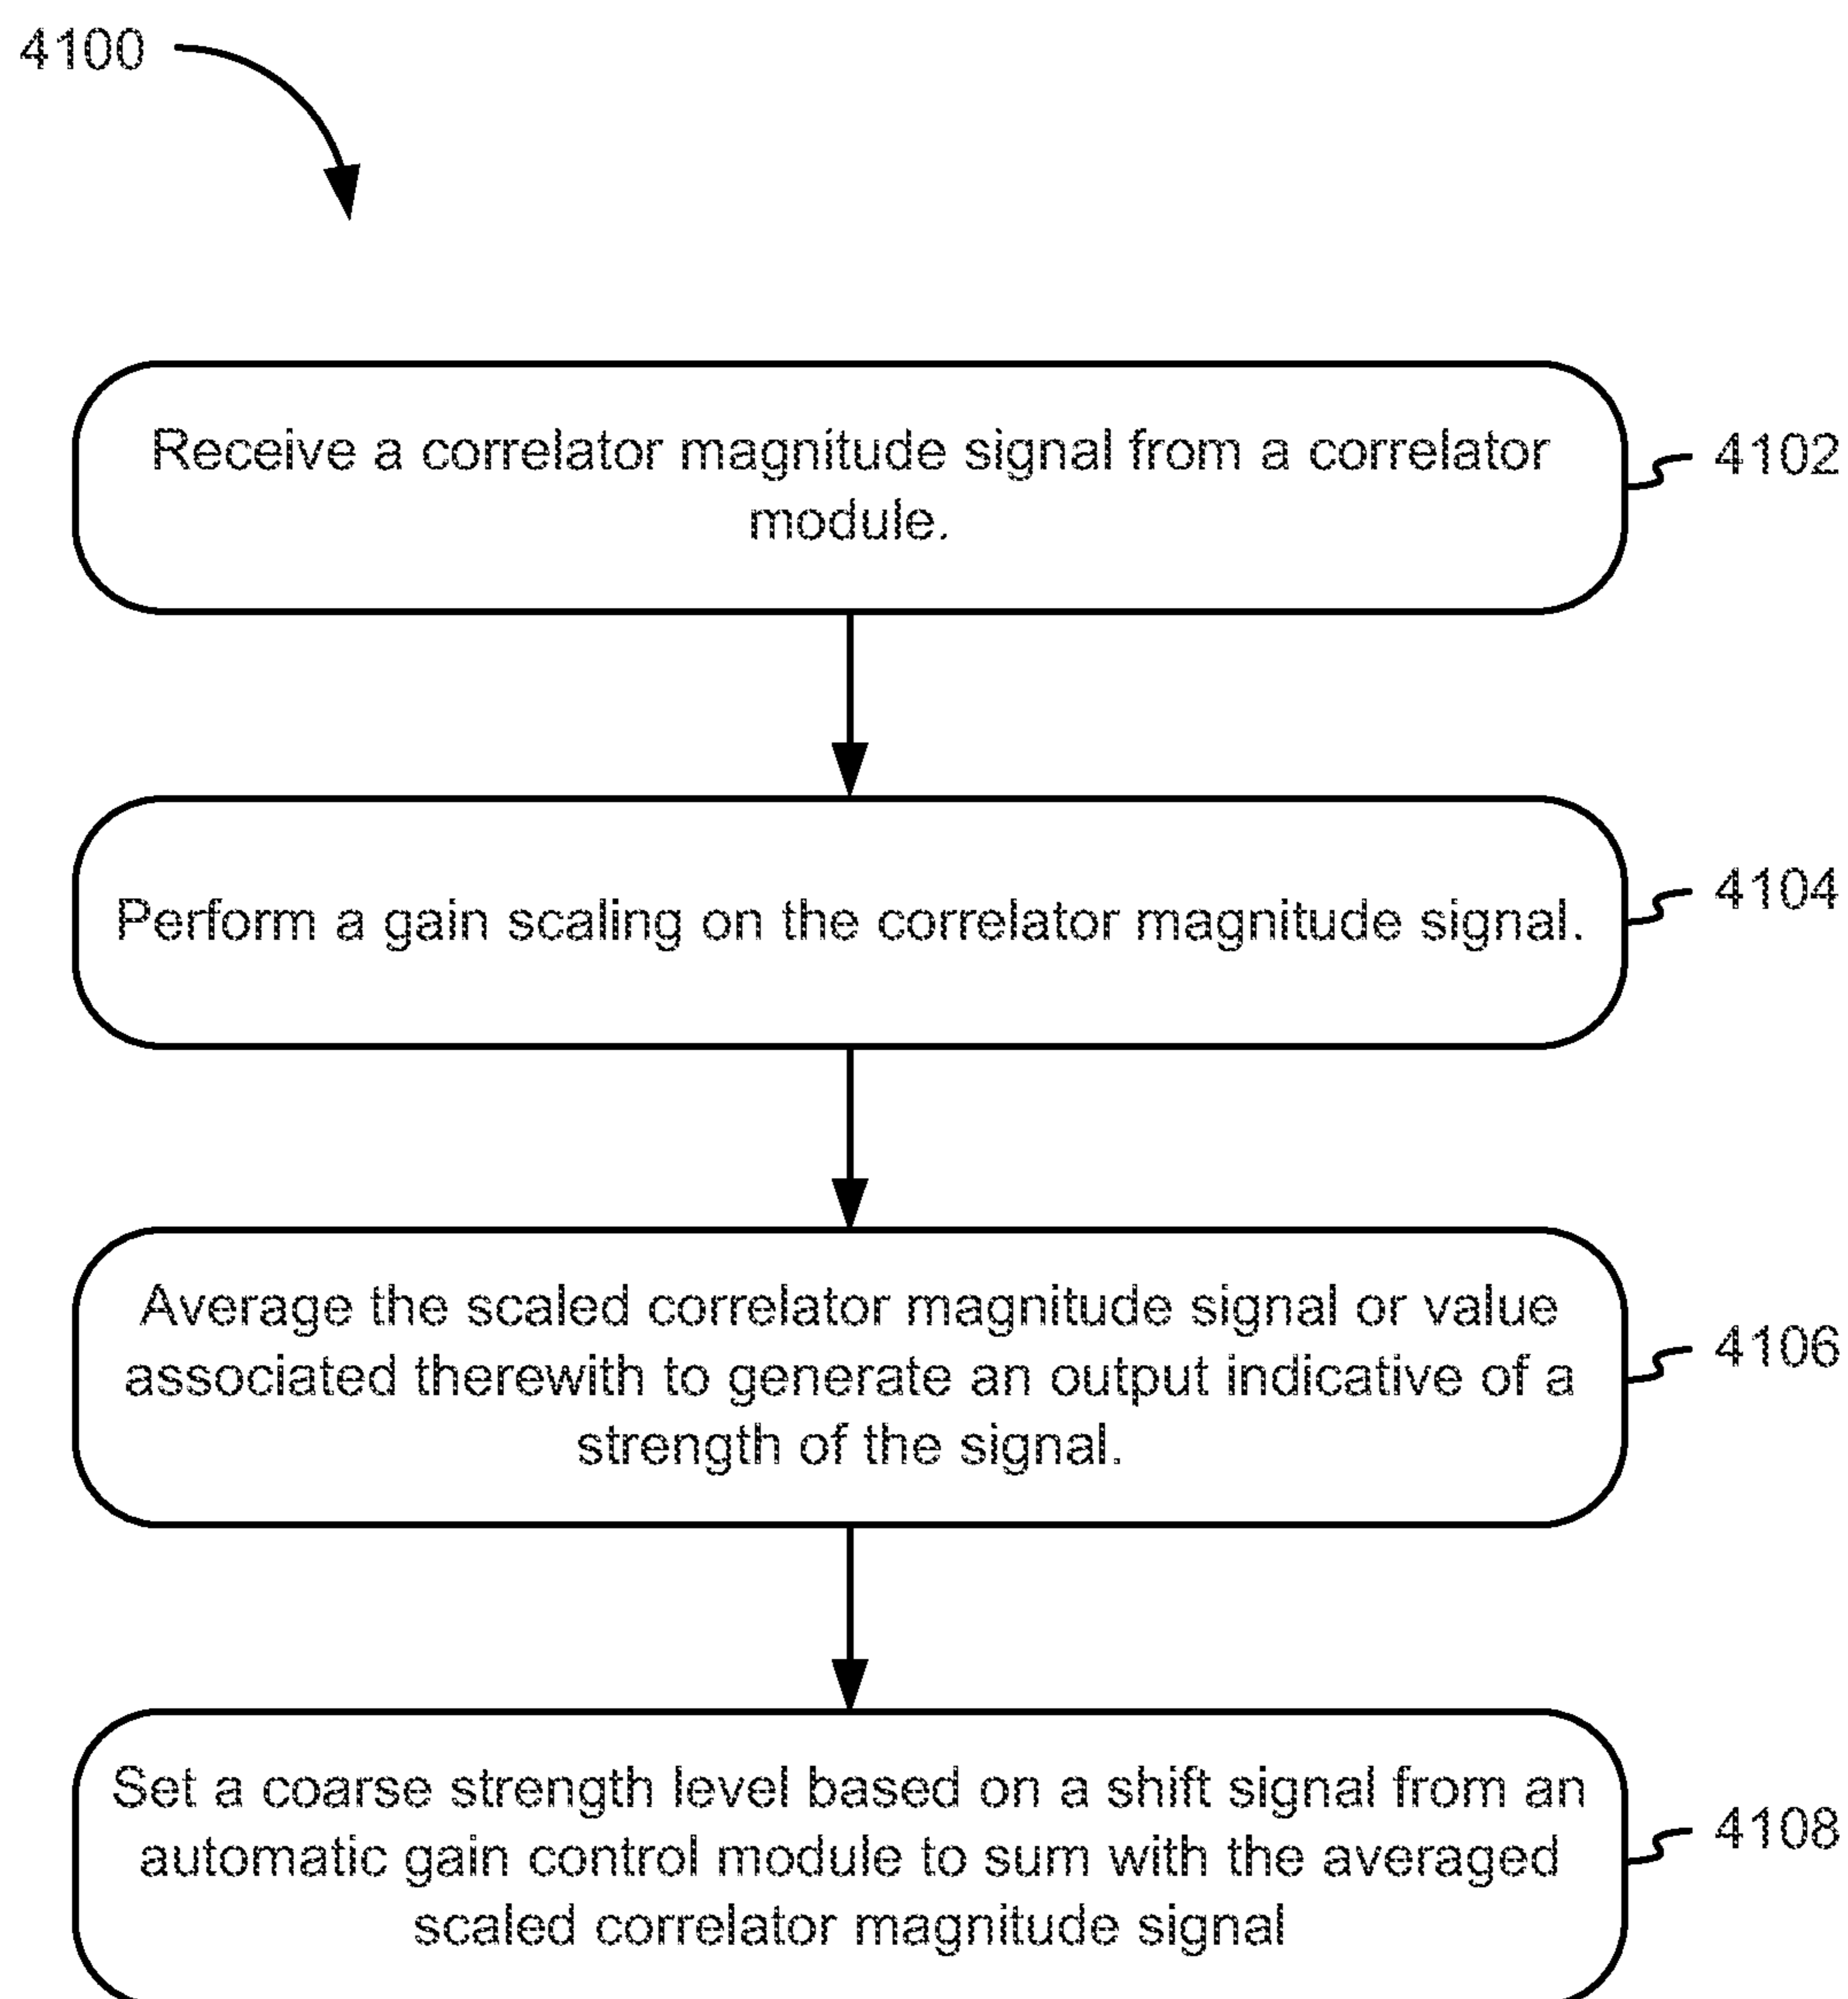 4100
Receive a correlator magnitude signal from a correlator
module.
4102
Perform a gain scaling on the correlator magnitude signal.
4104
Average the scaled correlator magnitude signal or value
associated therewith to generate an output indicative of a
strength of the signal.
4106
Set a coarse strength level based on a shift signal from an
automatic gain control module to sum with the averaged
scaled correlator magnitude signal
4108